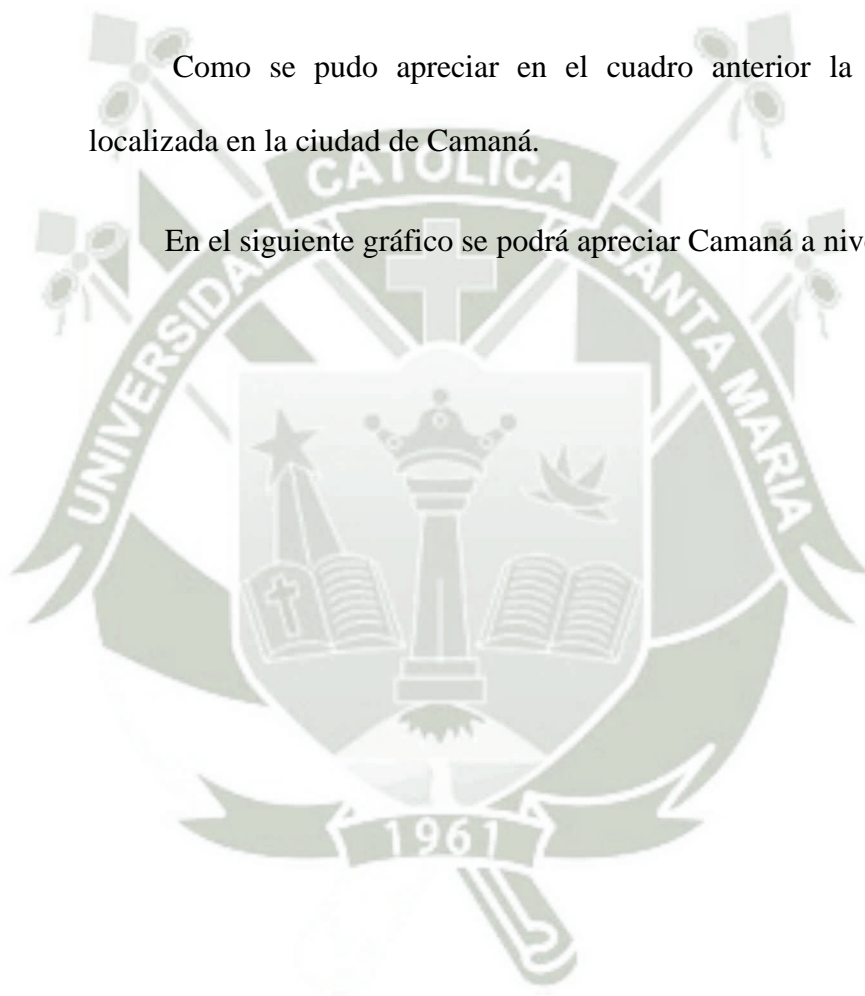 Como se pudo apreciar en el cuadro anterior la
localizada en la ciudad de Camaná.
En el siguiente gráfico se podrá apreciar Camaná a niv
UNIVERSIDAD CATOLICA SANTA MARIA
1961